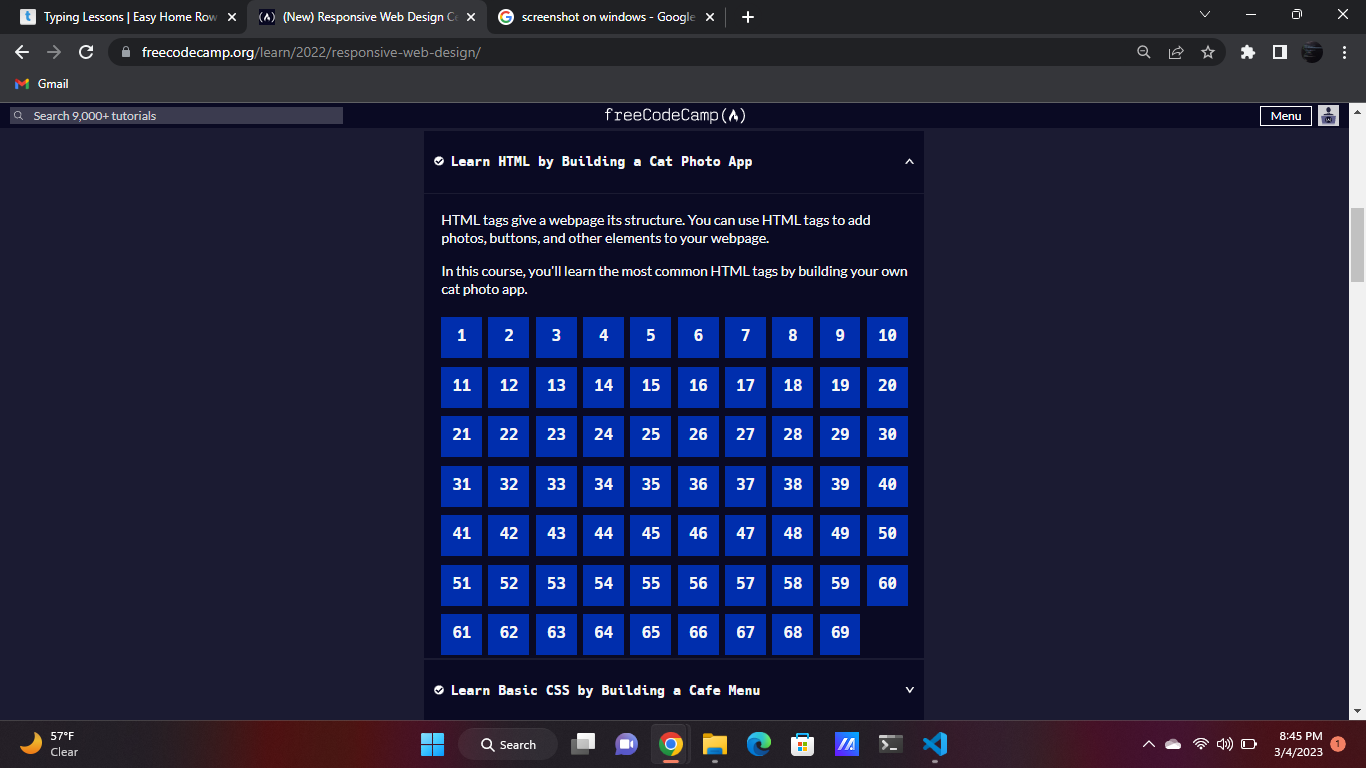 Typing Lessons | Easy Home Row
(New) Responsive Web Design Ce
screenshot on windows - Google
freecodecamp.org/learn/2022/responsive-web-design/
Gmail
Search 9,000+ tutorials
freeCodeCamp
Menu
Learn HTML by Building a Cat Photo App
HTML tags give a webpage its structure. You can use HTML tags to add
photos, buttons, and other elements to your webpage.
In this course, you'll learn the most common HTML tags by building your own
cat photo app.
1 2 3 4 5 6 7 8 9 10
11 12 13 14 15 16 17 18 19 20
21 22 23 24 25 26 27 28 29 30
31 32 33 34 35 36 37 38 39 40
41 42 43 44 45 46 47 48 49 50
51 52 53 54 55 56 57 58 59 60
61 62 63 64 65 66 67 68 69
Learn Basic CSS by Building a Cafe Menu
57°F
Clear
Search
8:45 PM
3/4/2023
1